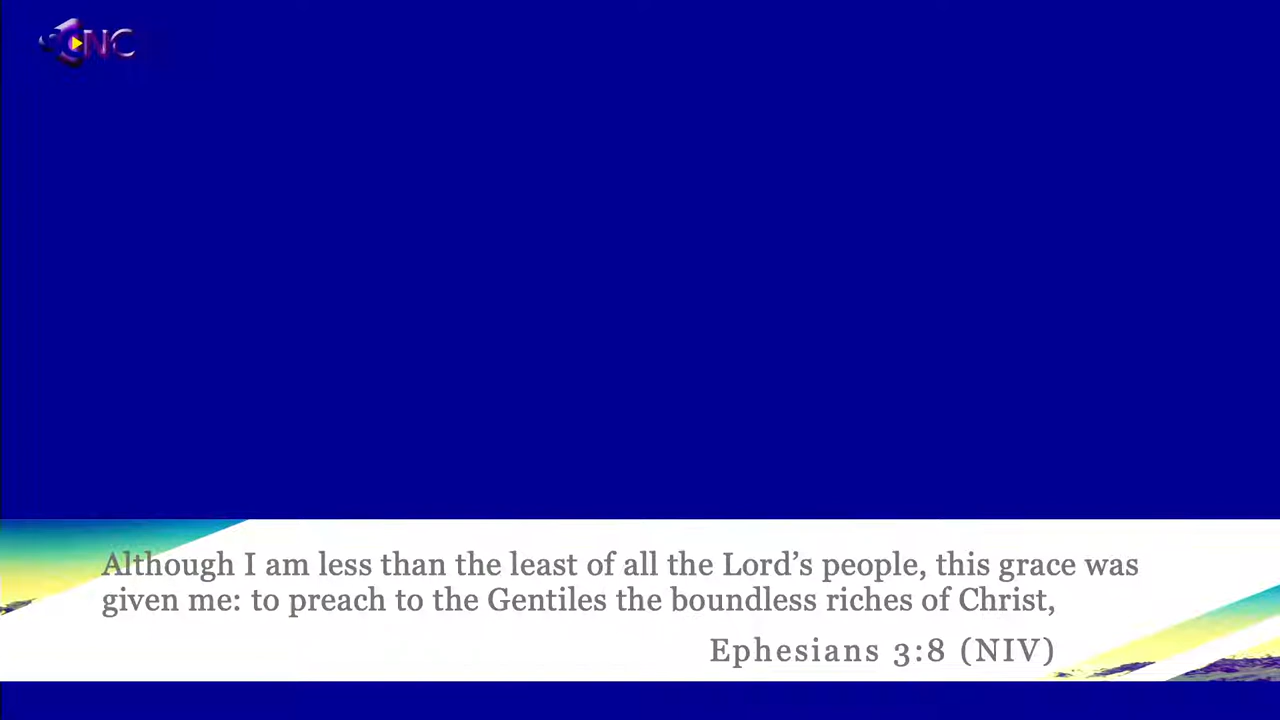 Although I am less than the least of all the Lord’s people, this grace was
given me: to preach to the Gentiles the boundless riches of Christ,
Ephesians 3:8 (NIV)